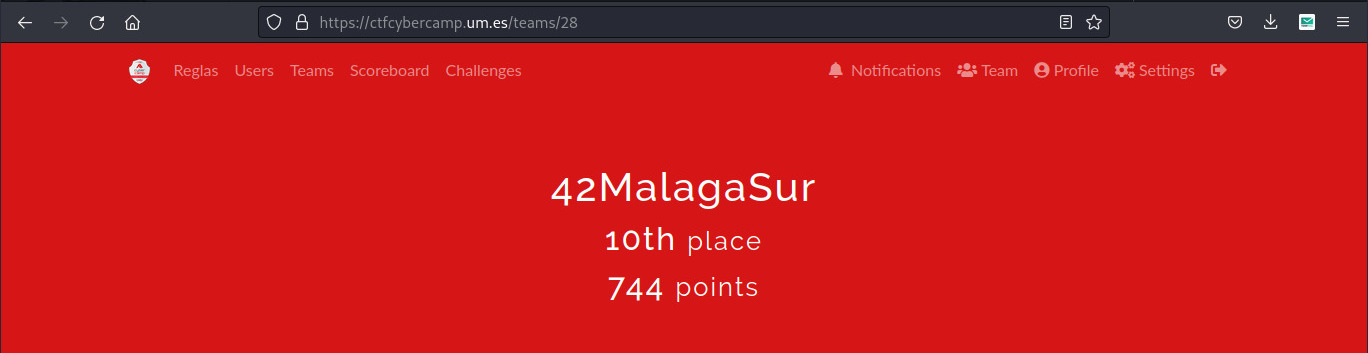 https://ctfcybercamp.um.es/teams/28
Reglas Users Teams Scoreboard Challenges Notifications Team Profile Settings
42MalagaSur
10th place
744 points